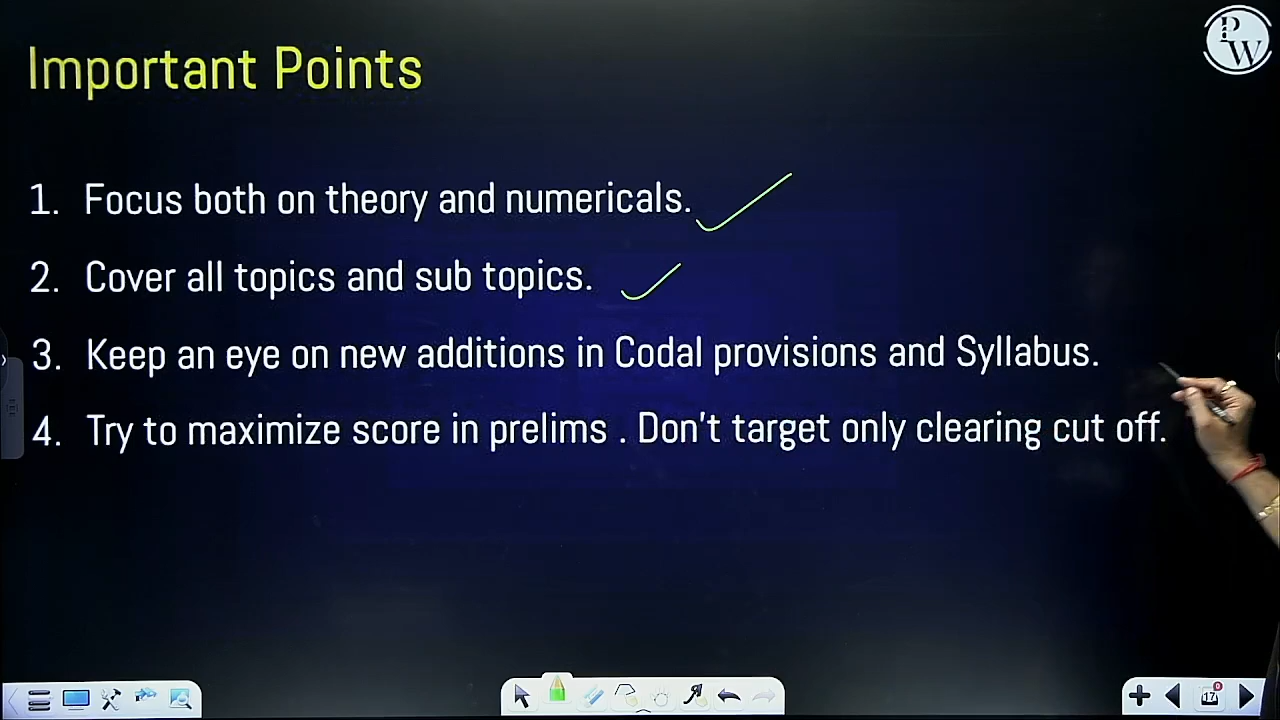 Important Points
PW
1. Focus both on theory and numericals.
2. Cover all topics and sub topics.
3. Keep an eye on new additions in Codal provisions and Syllabus.
4. Try to maximize score in prelims . Don't target only clearing cut off.
17